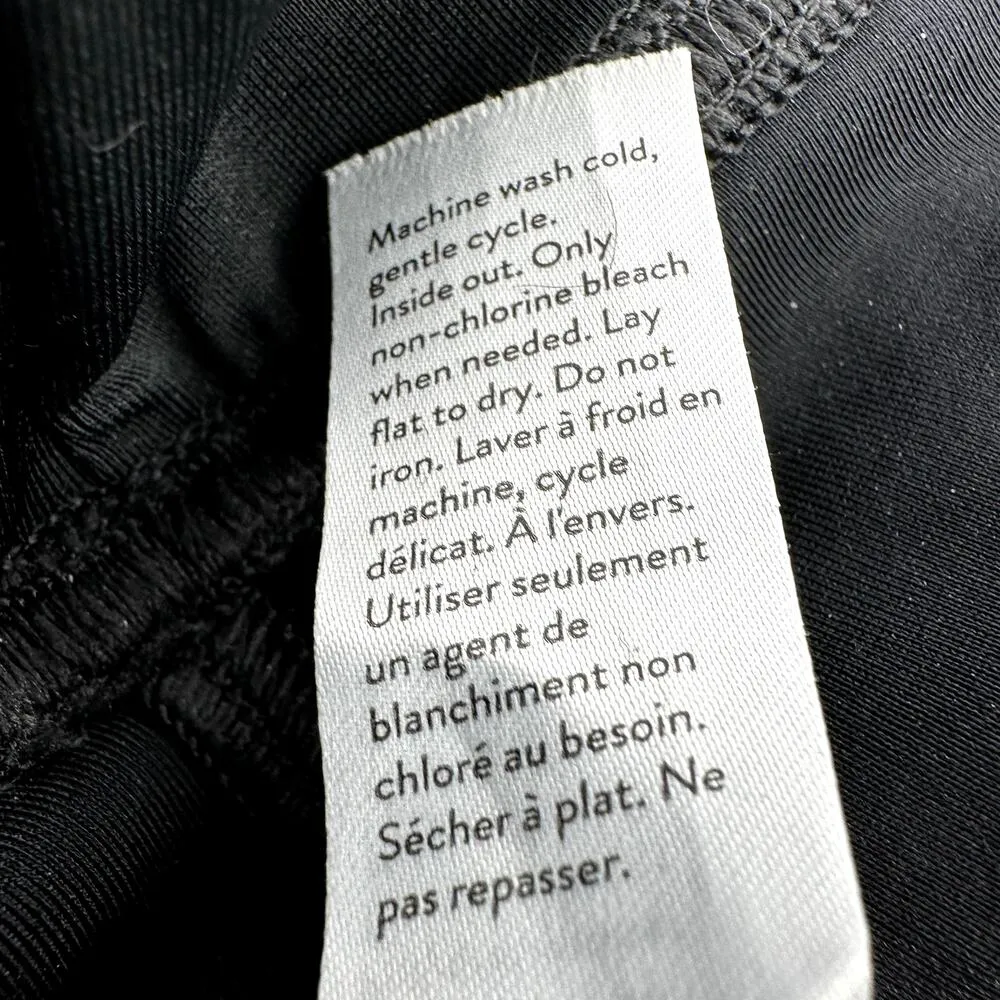 Machine wash cold,
gentle cycle.
Inside out. Only
non-chlorine bleach
when needed. Lay
flat to dry. Do not
iron. Laver à froid en
machine, cycle
délicat. À l'envers.
Utiliser seulement
un agent de
blanchiment non
chloré au besoin.
Sécher à plat. Ne
pas repasser.